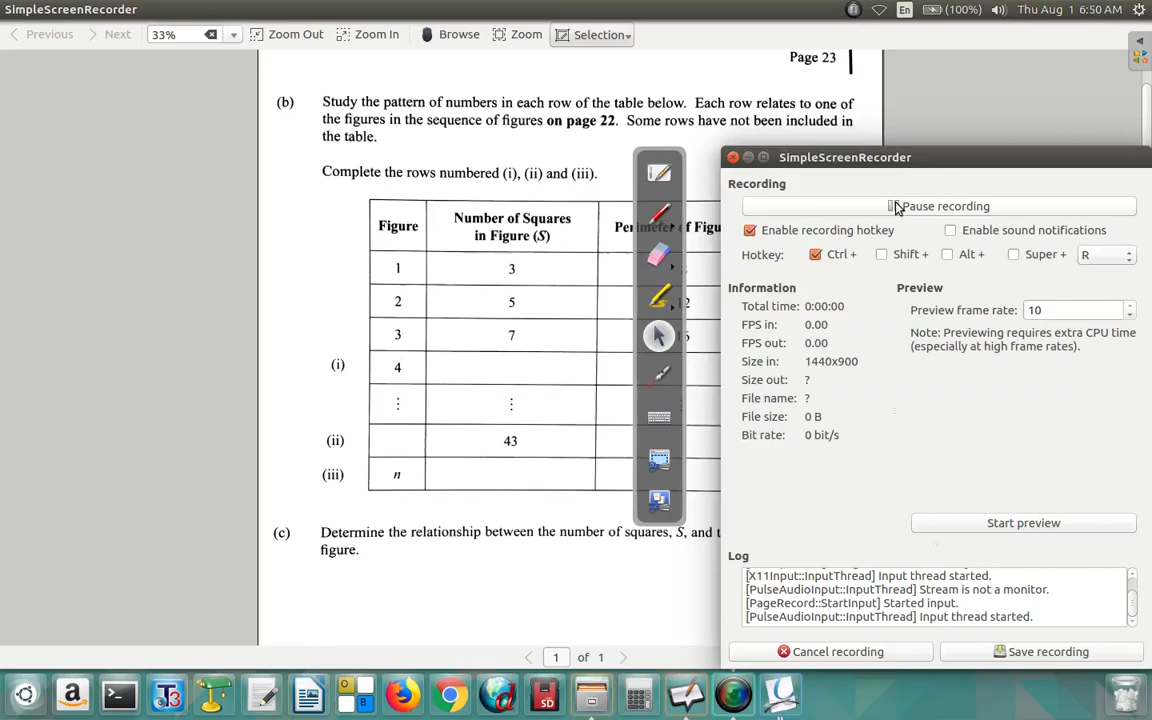 SimpleScreenRecorder
En
(100%)
Thu Aug 1 6:50 AM
Previous
Next
33%
Zoom Out
Zoom In
Browse
Zoom
Selection
Page 23
(b) Study the pattern of numbers in each row of the table below. Each row relates to one of
the figures in the sequence of figures on page 22. Some rows have not been included in
the table.
Complete the rows numbered (i), (ii) and (iii).
Figure
Number of Squares
in Figure (S)
1 3
2 5 12
3 7
(i) 4
⋮ ⋮
(ii) 43
(iii) n
(c) Determine the relationship between the number of squares, S, and
figure.
1 of 1
SimpleScreenRecorder
Recording
Pause recording
Enable recording hotkey
Enable sound notifications
Hotkey: Ctrl + Shift + Alt + Super + R
Information
Total time: 0:00:00
FPS in: 0.00
FPS out: 0.00
Size in: 1440x900
Size out: ?
File name: ?
File size: 0 B
Bit rate: 0 bit/s
Preview
Preview frame rate: 10
Note: Previewing requires extra CPU time
(especially at high frame rates).
Start preview
Log
[X11Input::InputThread] Input thread started.
[PulseAudioInput::InputThread] Stream is not a monitor.
[PageRecord::StartInput] Started input.
[PulseAudioInput::InputThread] Input thread started.
Cancel recording
Save recording
SD